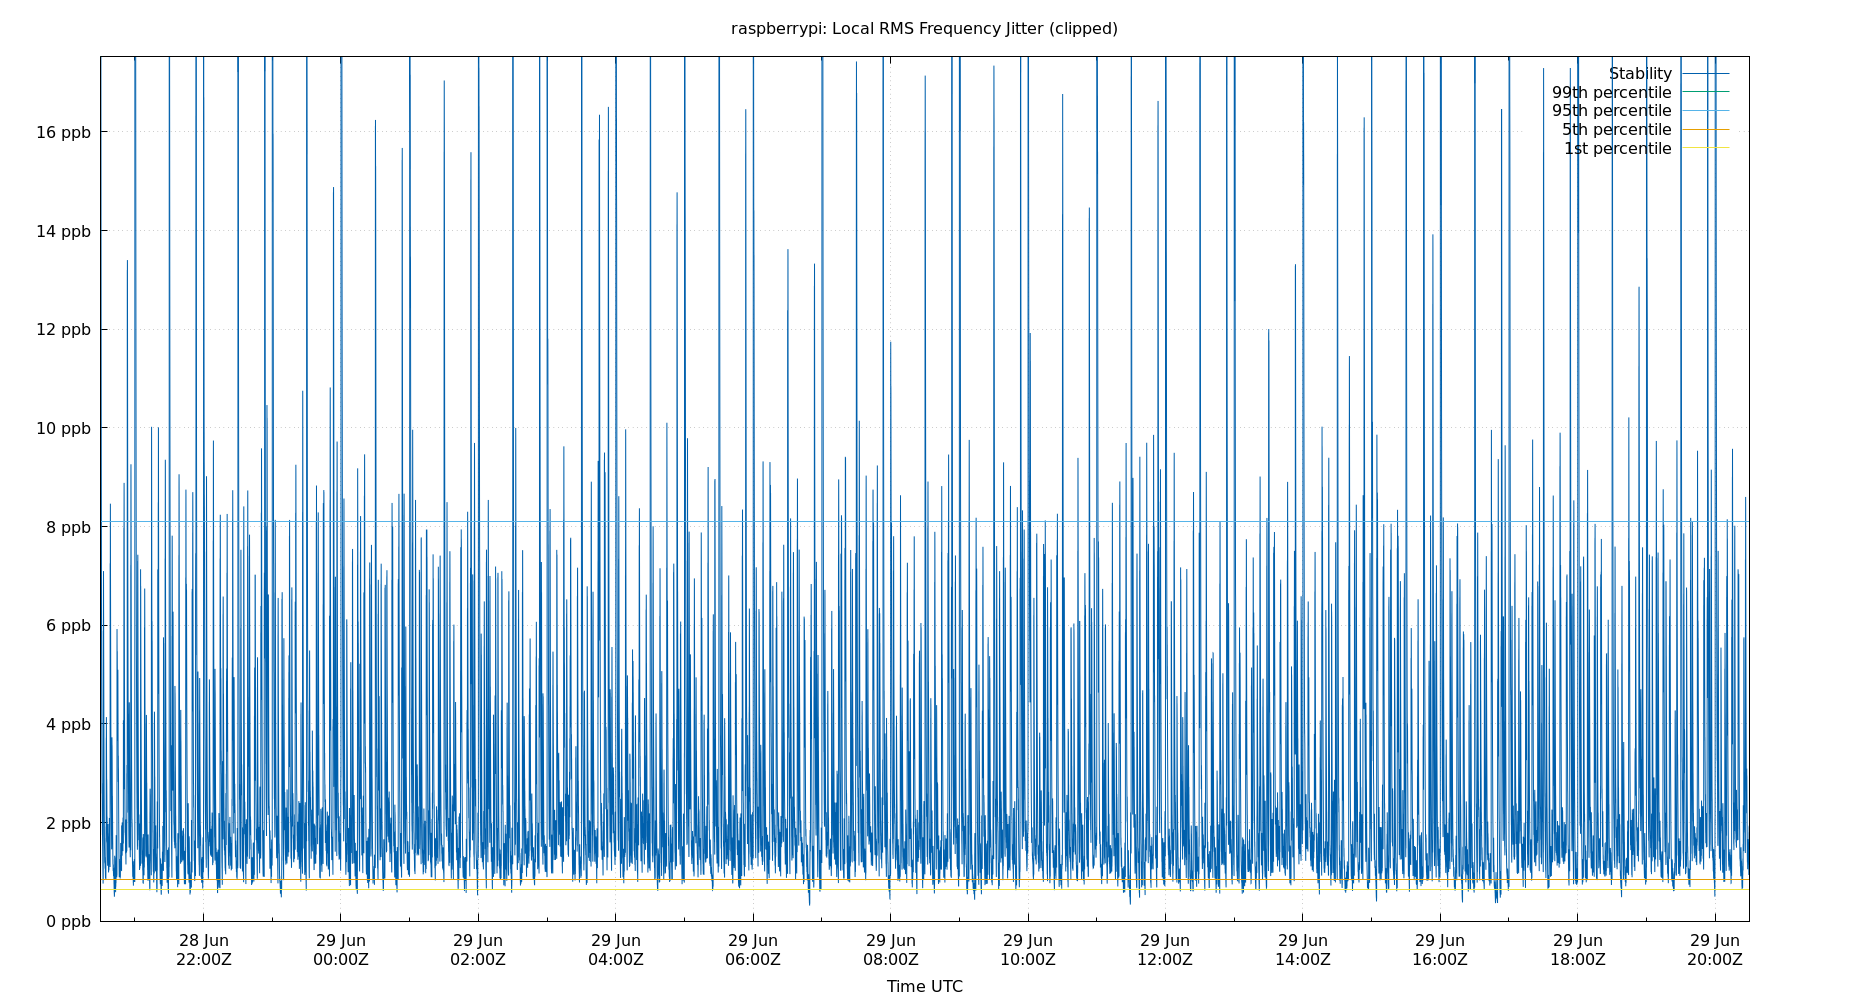 raspberrypi: Local RMS Frequency Jitter (clipped)
Stability
99th percentile
95th percentile
5th percentile
1st percentile
16 ppb
14 ppb
12 ppb
10 ppb
8 ppb
6 ppb
4 ppb
2 ppb
0 ppb
28 Jun 29 Jun 29 Jun 29 Jun 29 Jun 29 Jun 29 Jun 29 Jun 29 Jun 29 Jun 29 Jun 29 Jun
22:00Z 00:00Z 02:00Z 04:00Z 06:00Z 08:00Z 10:00Z 12:00Z 14:00Z 16:00Z 18:00Z 20:00Z
Time UTC